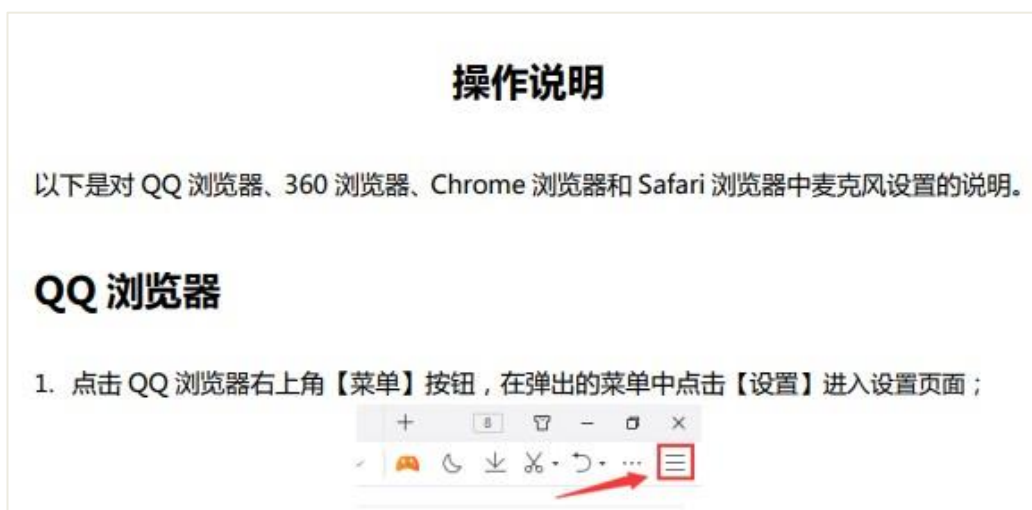 操作说明
以下是对 QQ 浏览器、360 浏览器、Chrome 浏览器和 Safari 浏览器中麦克风设置的说明。
QQ 浏览器
1. 点击 QQ 浏览器右上角【菜单】按钮，在弹出的菜单中点击【设置】进入设置页面；
8